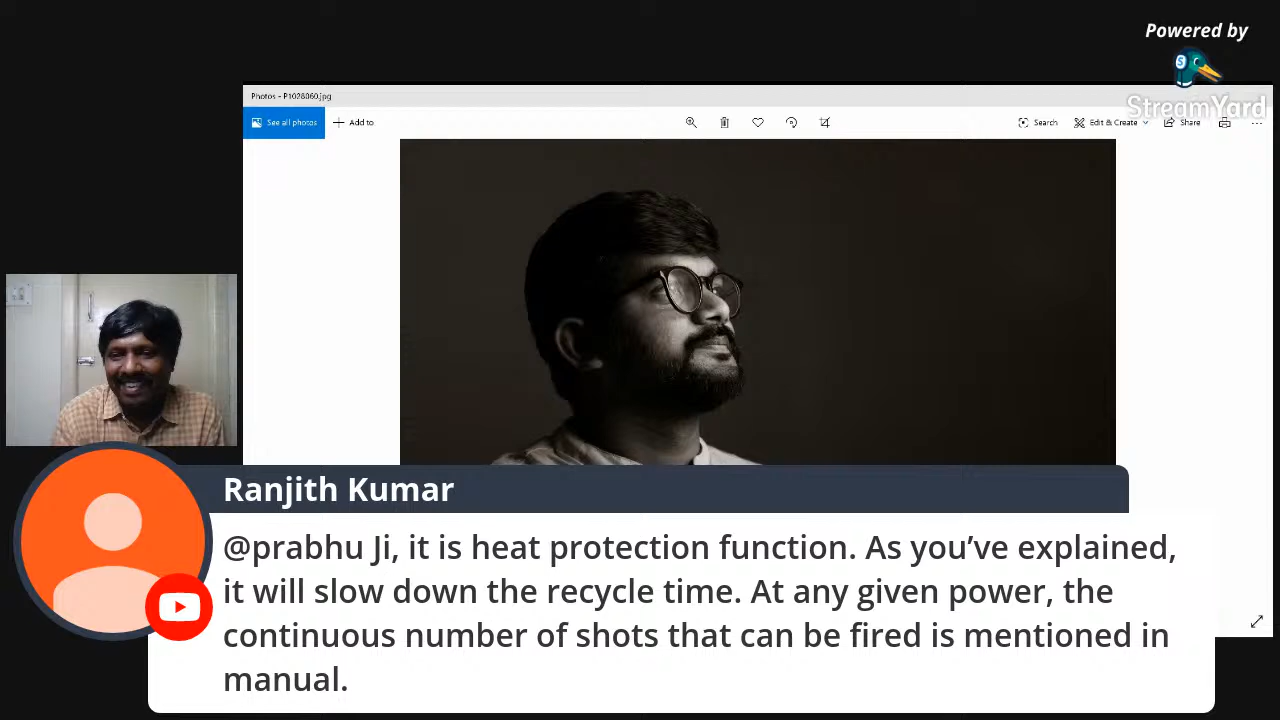 Powered by
StreamYard
Photos - P1028060.jpg
See all photos
Add to
Search
Edit & Create
Share
Ranjith Kumar
@prabhu Ji, it is heat protection function. As you’ve explained,
it will slow down the recycle time. At any given power, the
continuous number of shots that can be fired is mentioned in
manual.